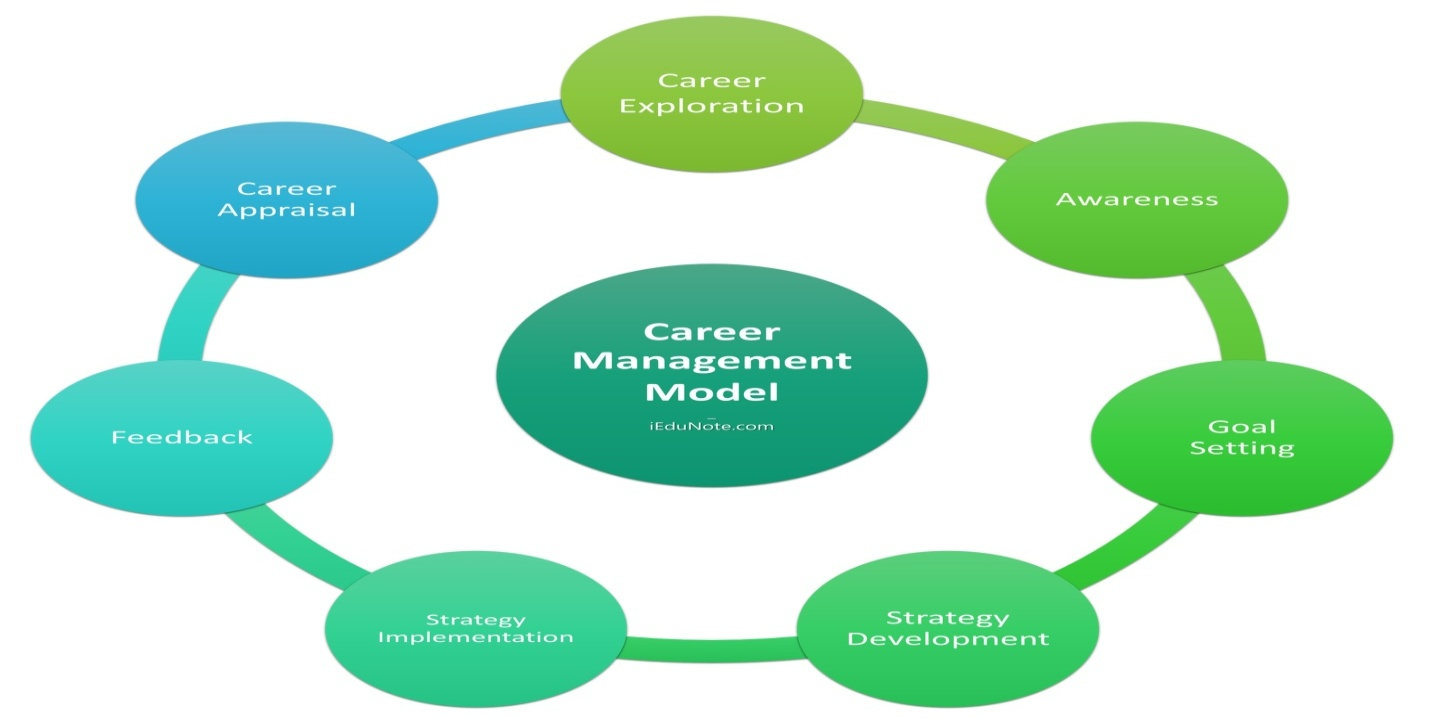 Career
Exploration
Awareness
Goal
Setting
Strategy
Development
Strategy
Implementation
Feedback
Career
Appraisal
Career
Management
Model
–
iEduNote.com